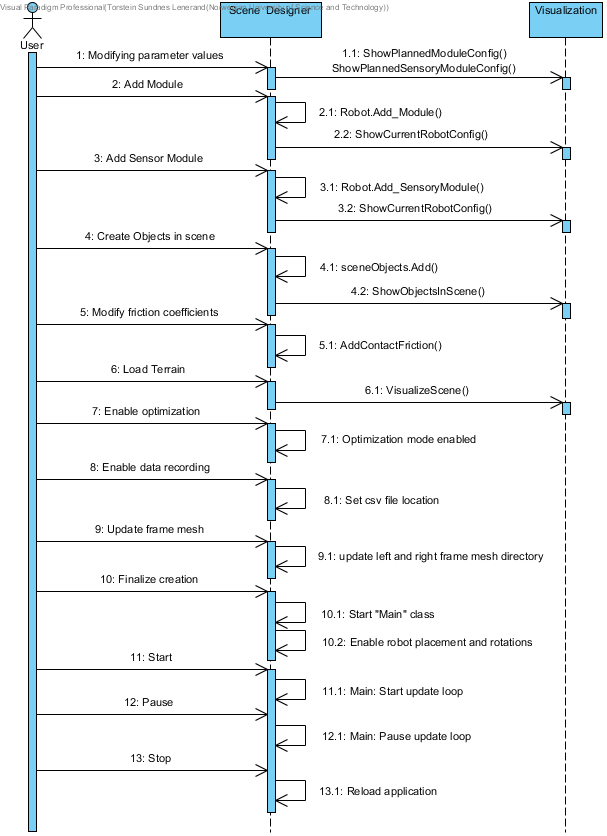 Visual Paradigm Professional(Torstein Sundnes Lenerand(Norwegian University of Science and Technology))
Scene Designer
Visualization
User
1: Modifying parameter values
1.1: ShowPlannedModuleConfig()
ShowPlannedSensoryModuleConfig()
2: Add Module
2.1: Robot.Add_Module()
2.2: ShowCurrentRobotConfig()
3: Add Sensor Module
3.1: Robot.Add_SensoryModule()
3.2: ShowCurrentRobotConfig()
4: Create Objects in scene
4.1: sceneObjects.Add()
4.2: ShowObjectsInScene()
5: Modify friction coefficients
5.1: AddContactFriction()
6: Load Terrain
6.1: VisualizeScene()
7: Enable optimization
7.1: Optimization mode enabled
8: Enable data recording
8.1: Set csv file location
9: Update frame mesh
9.1: update left and right frame mesh directory
10: Finalize creation
10.1: Start "Main" class
10.2: Enable robot placement and rotations
11: Start
11.1: Main: Start update loop
12: Pause
12.1: Main: Pause update loop
13: Stop
13.1: Reload application